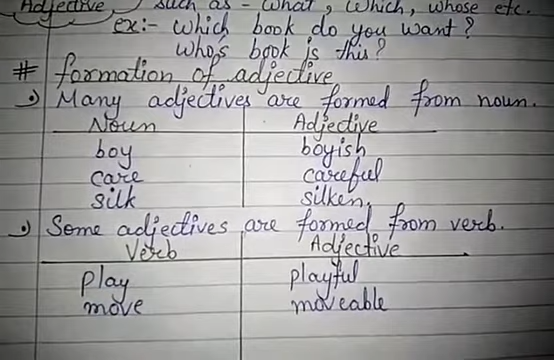 Adjective, such as - What, Which, whose etc.
ex:- Which book do you want?
Who's book is this?
# formation of adjective
Many adjectives are formed from noun.
Noun Adjective
boy boyish
care careful
silk silken
Some adjectives are formed from verb.
Verb Adjective
play playful
move moveable